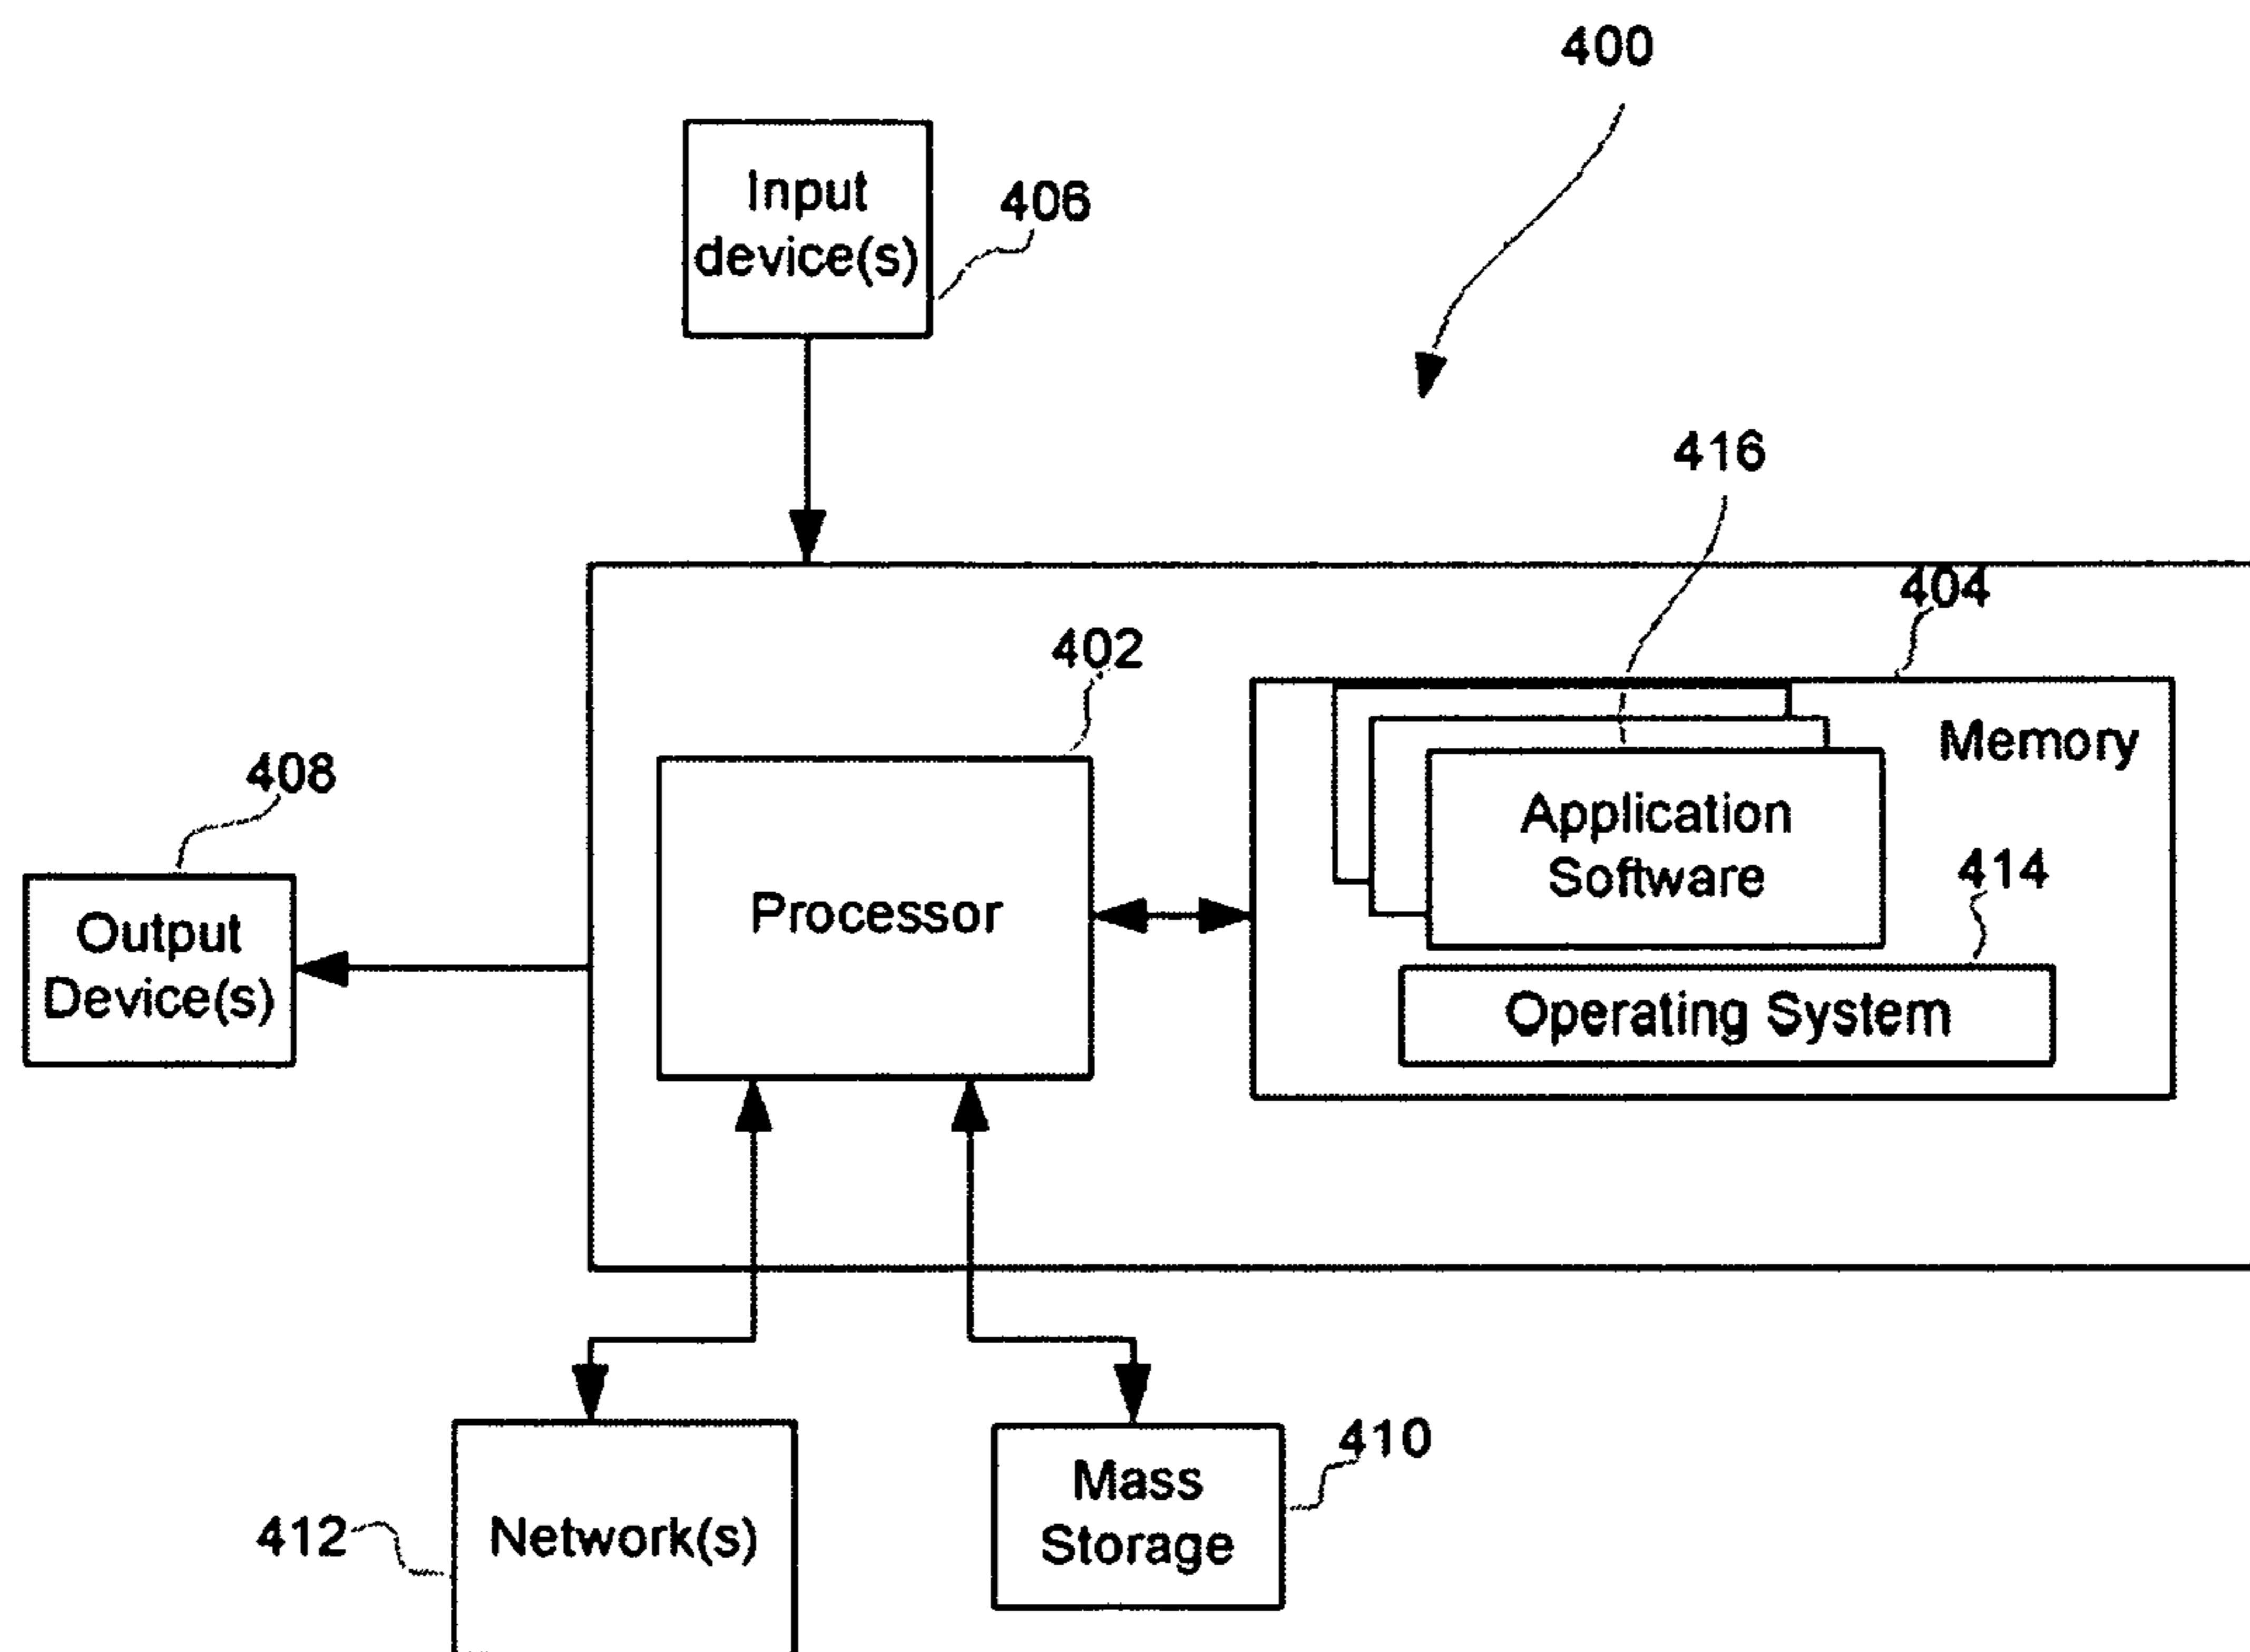 400
Input
device(s)
406
416
404
402
Memory
408
Application
Software
414
Processor
Output
Device(s)
Operating System
410
Mass
Storage
412
Network(s)